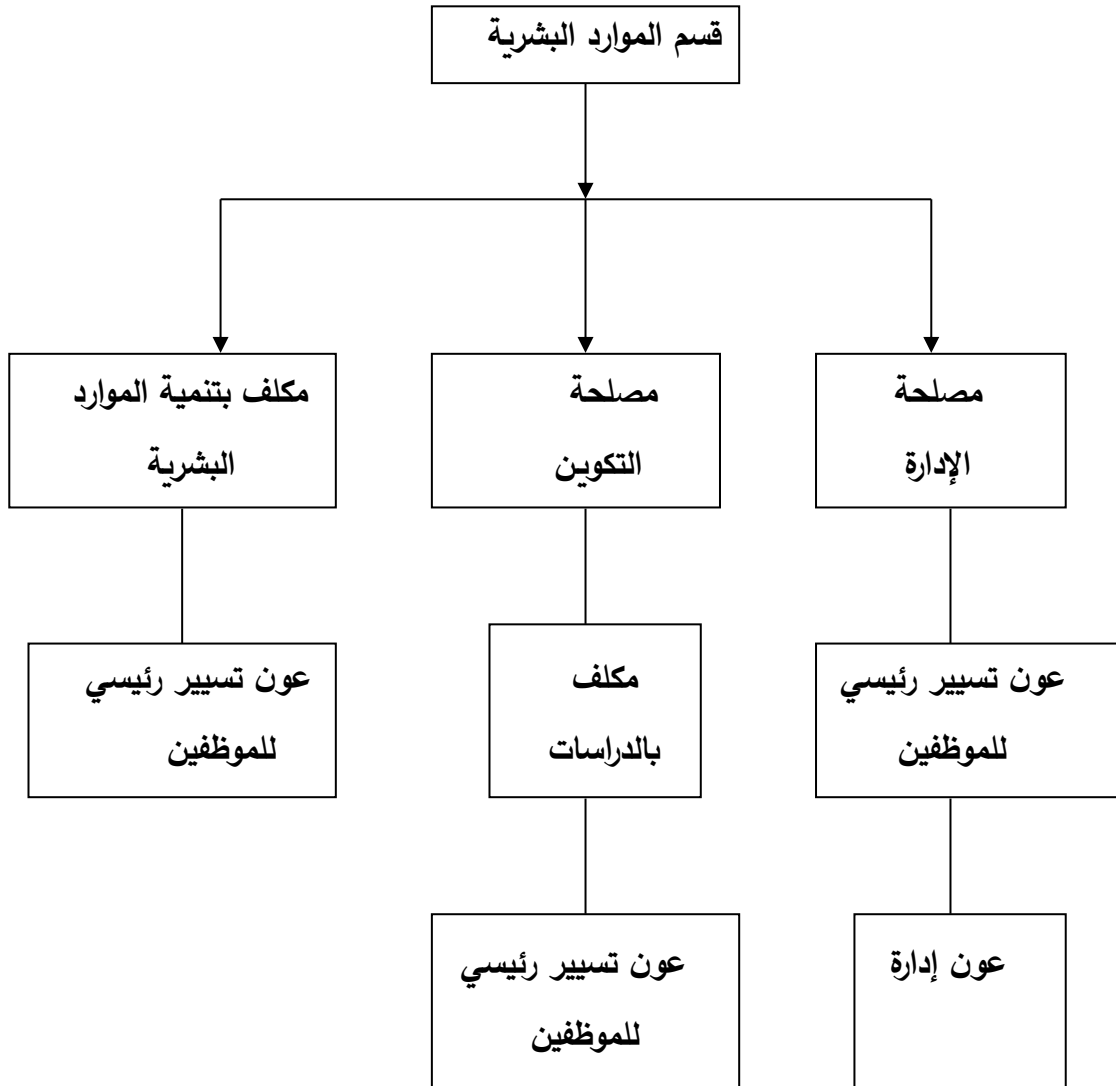 قسم الموارد البشرية
مصلحة
الإدارة
مصلحة
التكوين
مكلف بتنمية الموارد
البشرية
عون تسيير رئيسي
للموظفين
مكلف
بالدراسات
عون تسيير رئيسي
للموظفين
عون إدارة
عون تسيير رئيسي
للموظفين